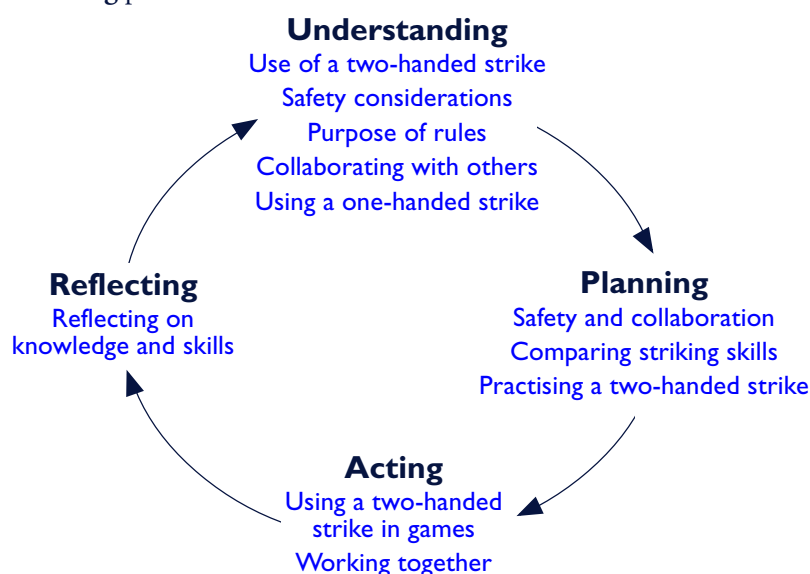 Understanding
Use of a two-handed strike
Safety considerations
Purpose of rules
Collaborating with others
Using a one-handed strike
Planning
Safety and collaboration
Comparing striking skills
Practising a two-handed strike
Acting
Using a two-handed
strike in games
Working together
Reflecting
Reflecting on
knowledge and skills